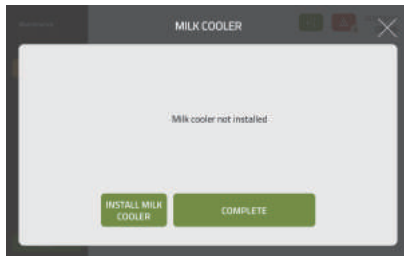 MILK COOLER
Milk cooler not installed
INSTALL MILK
COOLER
COMPLETE